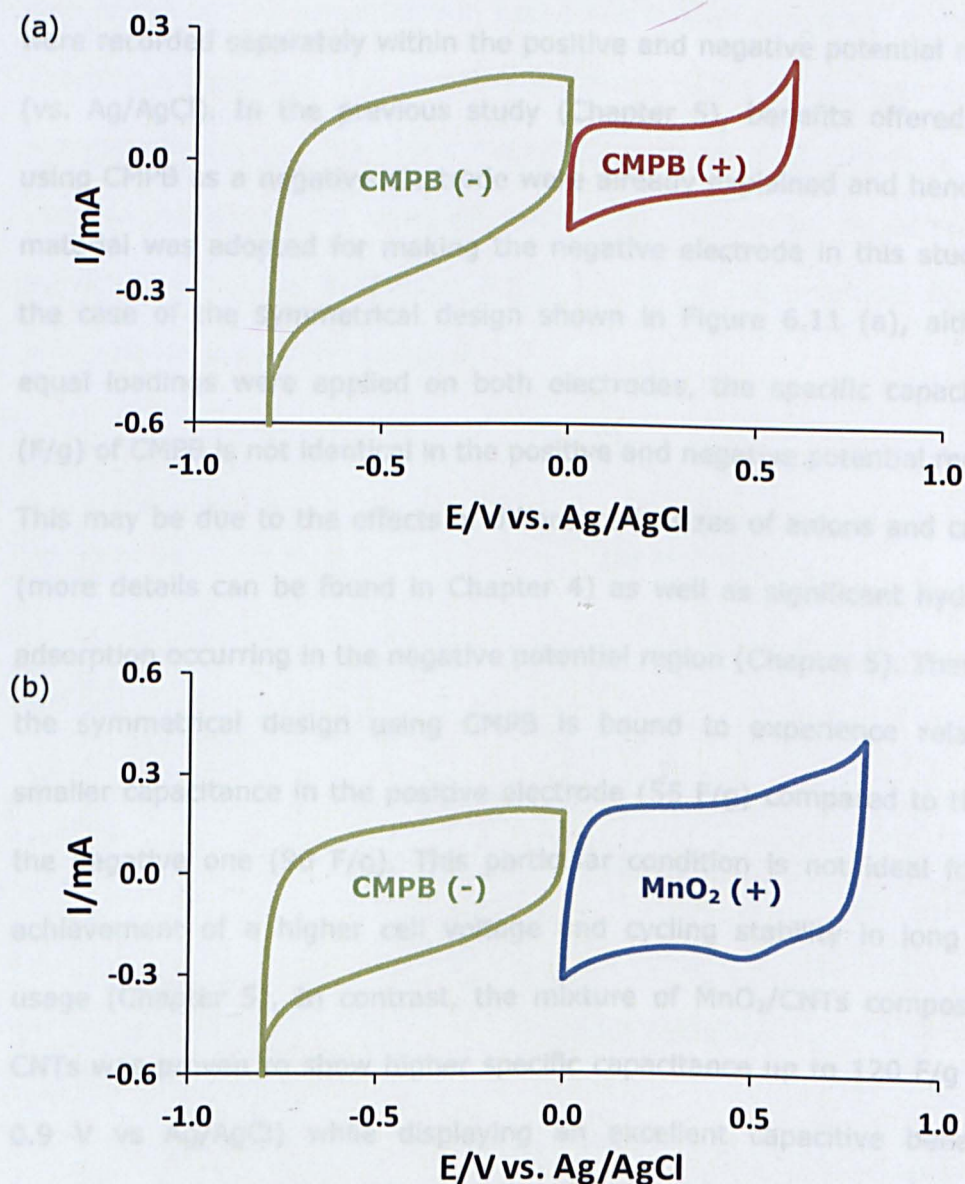 (a)
0.3
were recorded separately within the positive and negative potential
(vs. Ag/AgCl). In the previous study (Chapter 5), benefits offered
0.0
CMPB (-)
CMPB (+)
using CMPB as a negative electrode were already explained and
I/mA
material was adopted for making the negative electrode in this
-0.3
the case of the symmetrical design shown in Figure 6.11 (a),
equal loadings were applied on both electrodes, the specific
-0.6
(F/g) of CMPB is not identical in the positive and negative potential
-1.0 -0.5 0.0 0.5 1.0
E/V vs. Ag/AgCl
This may be due to the effects of sizes of anions and
(more details can be found in Chapter 4) as well as significant
adsorption occurring in the negative potential region (Chapter 5).
(b)
0.6
the symmetrical design using CMPB is bound to experience
0.3
smaller capacitance in the positive electrode compared to
0.0
CMPB (-)
MnO₂ (+)
I/mA
the negative one This particular condition is not ideal
achievement of a higher cell voltage and cycling stability in long
-0.3
usage (Chapter 5). In contrast, the mixture of MnO₂/CNTs
-0.6
CNTs was proven to show higher specific capacitance up to 120 F/g
-1.0 -0.5 0.0 0.5 1.0
0.9 V vs Ag/AgCl) while displaying an excellent capacitive
E/V vs. Ag/AgCl